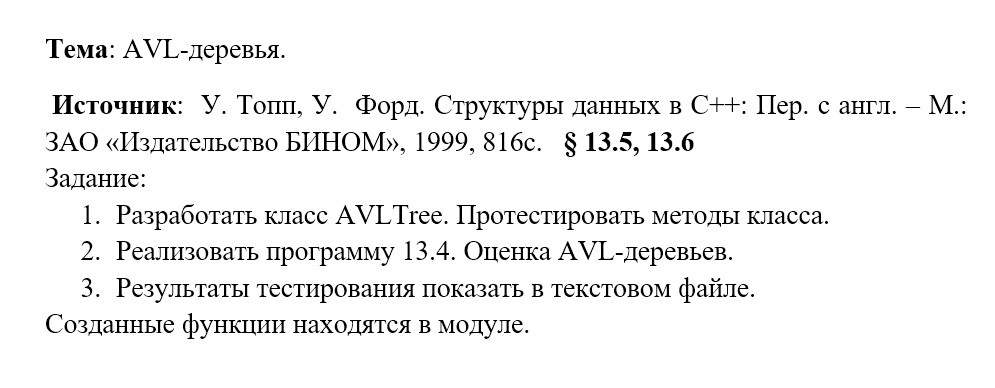 Тема: AVL-деревья.
Источник: У. Топп, У. Форд. Структуры данных в C++: Пер. с англ. – М.:
ЗАО «Издательство БИНОМ», 1999, 816с. § 13.5, 13.6
Задание:
1. Разработать класс AVLTree. Протестировать методы класса.
2. Реализовать программу 13.4. Оценка AVL-деревьев.
3. Результаты тестирования показать в текстовом файле.
Созданные функции находятся в модуле.